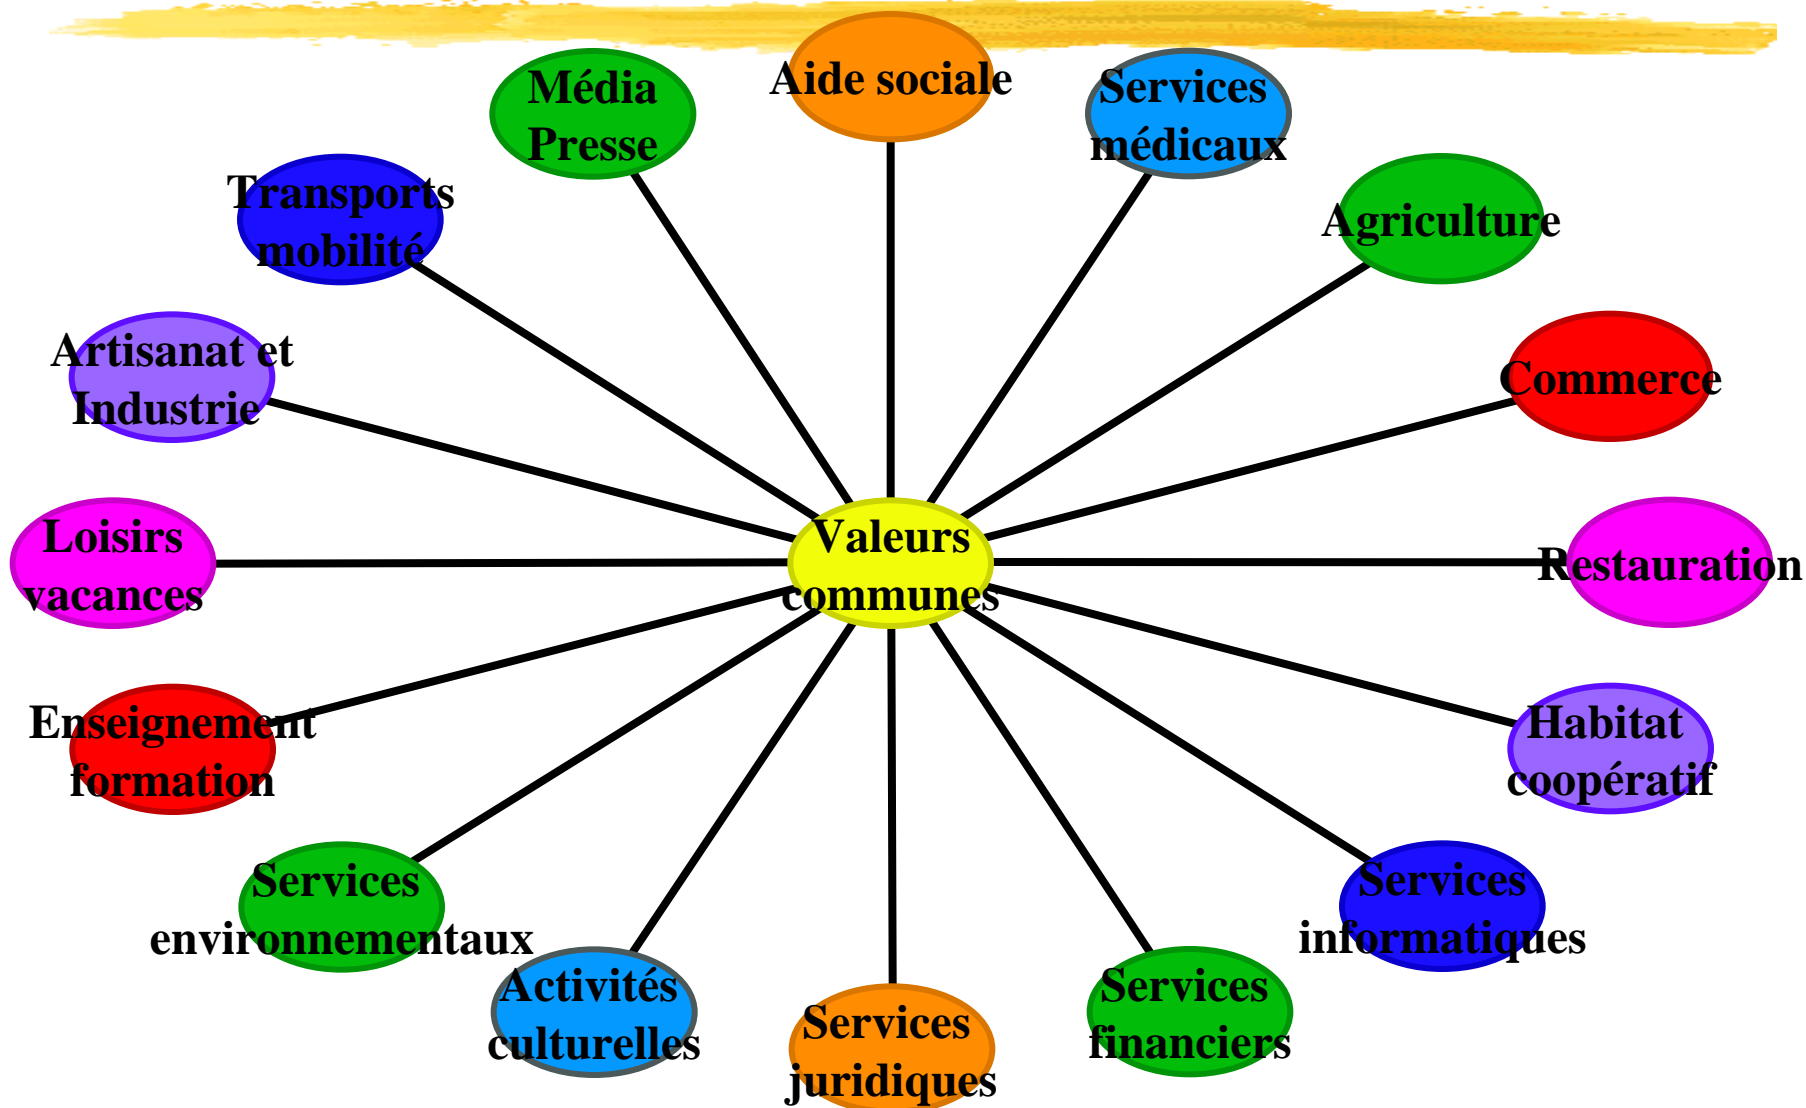 Aide sociale
Média
Presse
Services
médicaux
Transports
mobilité
Agriculture
Artisanat et
Industrie
Commerce
Loisirs
vacances
Valeurs
communes
Restauration
Enseignement
formation
Habitat
coopératif
Services
environnementaux
Services
informatiques
Activités
culturelles
Services
juridiques
Services
financiers